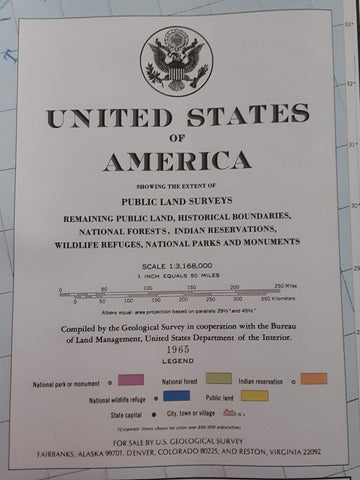 UNITED STATES
OF
AMERICA
SHOWING THE EXTENT OF
PUBLIC LAND SURVEYS
REMAINING PUBLIC LAND, HISTORICAL BOUNDARIES,
NATIONAL FORESTS, INDIAN RESERVATIONS,
WILDLIFE REFUGES, NATIONAL PARKS AND MONUMENTS
SCALE 1:3,168,000
1 INCH EQUALS 50 MILES
50 0 50 100 150 200 250 Miles
50 0 50 100 150 200 250 300 350 Kilometers
Albers equal-area projection based on parallels 29½° and 45½°
Compiled by the Geological Survey in cooperation with the Bureau
of Land Management, United States Department of the Interior.
1965
LEGEND
National park or monument National forest Indian reservation
National wildlife refuge Public land
State capital City, town or village
FOR SALE BY U.S. GEOLOGICAL SURVEY
FAIRBANKS, ALASKA 99701, DENVER, COLORADO 80225, AND RESTON, VIRGINIA 22092
32°
31°
30°
29°